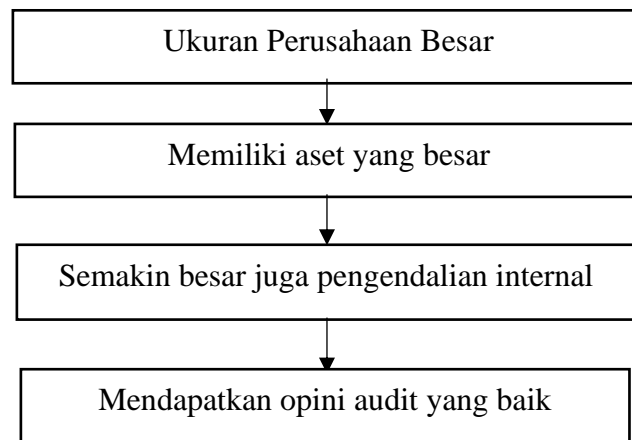 Ukuran Perusahaan Besar
Memiliki aset yang besar
Semakin besar juga pengendalian internal
Mendapatkan opini audit yang baik